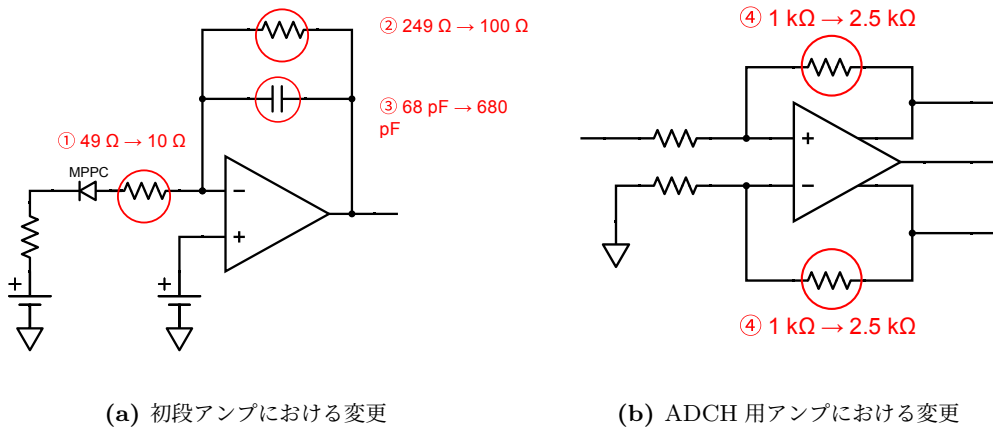 ② 249 Ω → 100 Ω
③ 68 pF → 680
pF
① 49 Ω → 10 Ω
MPPC
−
+
+
+
(a) 初段アンプにおける変更
④ 1 kΩ → 2.5 kΩ
+
−
④ 1 kΩ → 2.5 kΩ
(b) ADCH 用アンプにおける変更